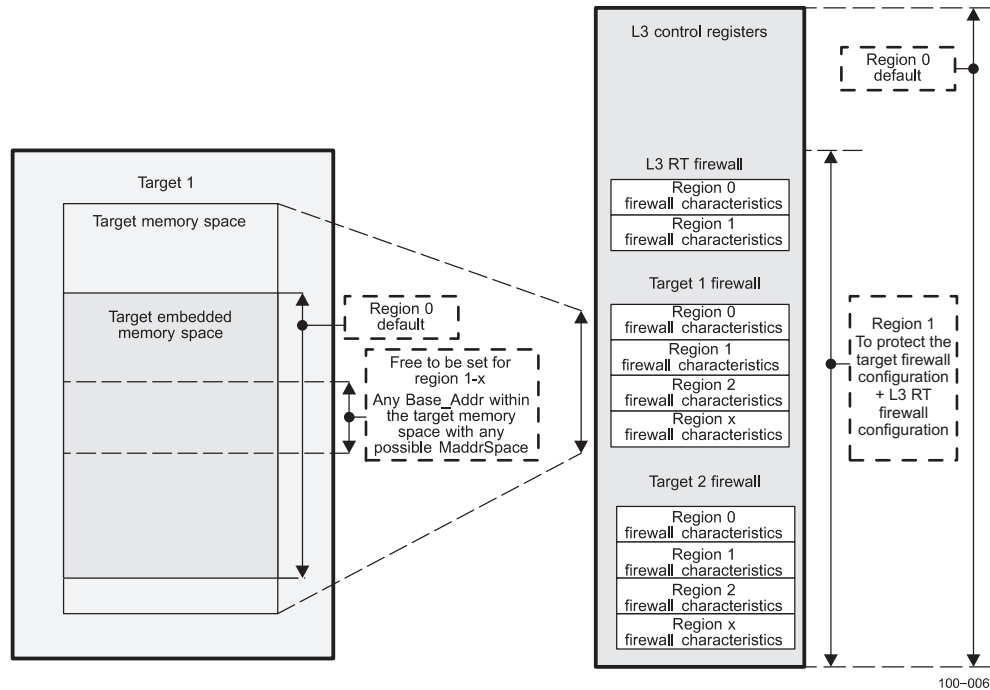 Target 1
Target memory space
Target embedded
memory space
Region 0
default
Free to be set for
region 1-x
Any Base_Addr within
the target memory
space with any
possible MaddrSpace
L3 control registers
L3 RT firewall
Region 0
firewall characteristics
Region 1
firewall characteristics
Target 1 firewall
Region 0
firewall characteristics
Region 1
firewall characteristics
Region 2
firewall characteristics
Region x
firewall characteristics
Target 2 firewall
Region 0
firewall characteristics
Region 1
firewall characteristics
Region 2
firewall characteristics
Region x
firewall characteristics
Region 0
default
Region 1
To protect the
target firewall
configuration
+ L3 RT
firewall
configuration
100-006